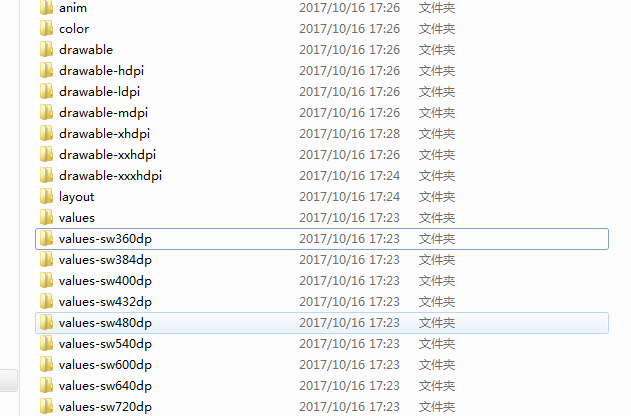 anim 2017/10/16 17:26 文件夹
color 2017/10/16 17:26 文件夹
drawable 2017/10/16 17:26 文件夹
drawable-hdpi 2017/10/16 17:26 文件夹
drawable-ldpi 2017/10/16 17:26 文件夹
drawable-mdpi 2017/10/16 17:26 文件夹
drawable-xhdpi 2017/10/16 17:28 文件夹
drawable-xxhdpi 2017/10/16 17:26 文件夹
drawable-xxxhdpi 2017/10/16 17:24 文件夹
layout 2017/10/16 17:24 文件夹
values 2017/10/16 17:23 文件夹
values-sw360dp 2017/10/16 17:23 文件夹
values-sw384dp 2017/10/16 17:23 文件夹
values-sw400dp 2017/10/16 17:23 文件夹
values-sw432dp 2017/10/16 17:23 文件夹
values-sw480dp 2017/10/16 17:23 文件夹
values-sw540dp 2017/10/16 17:23 文件夹
values-sw600dp 2017/10/16 17:23 文件夹
values-sw640dp 2017/10/16 17:23 文件夹
values-sw720dp 2017/10/16 17:23 文件夹